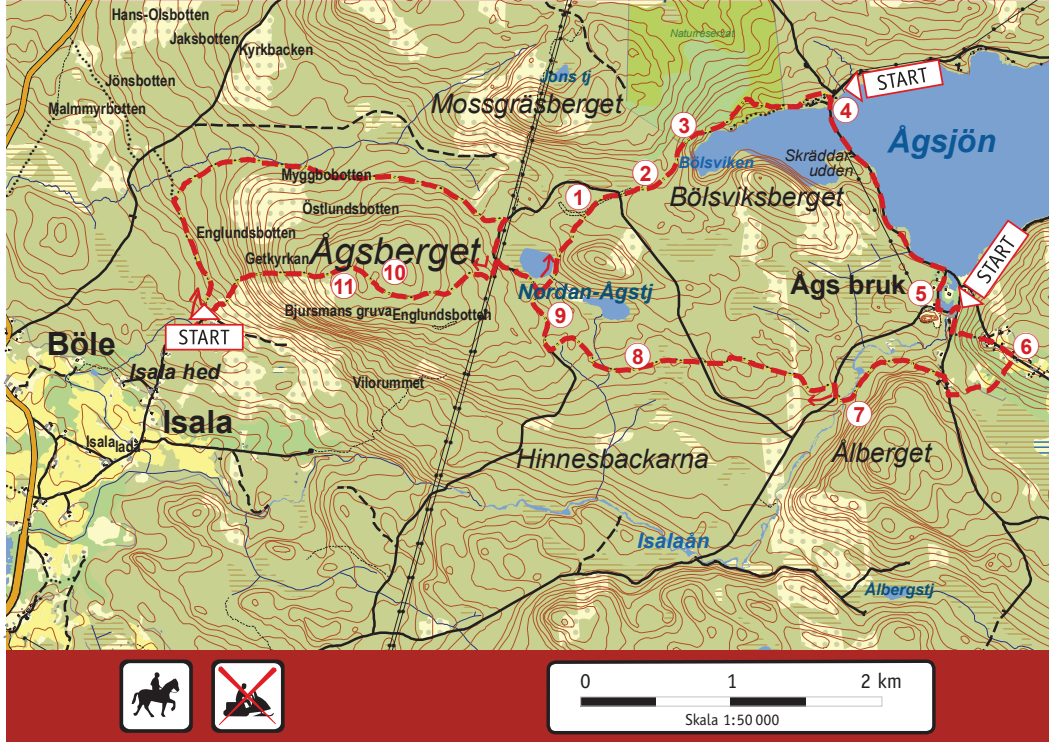 Hans-Olsbotten
Jaksbotten
Kyrkbacken
Jönsbotten
Malmmyrbotten
Naturreservat
Jöns tj
Mossgräsberget
START
4
3
Ågsjön
Bölsviken
Skräddar-
udden
2
1
Bölsviksberget
Myggbobotten
Östlundsbotten
Englundsbotten
Getkyrkan
Ågsberget
10
11
Bjursmans gruva
Englundsbotten
Nordan-Ågstj
9
START
Ågs bruk
5
START
6
Böle
Isala hed
8
Vilorummet
7
Isala
Isala
lada
Hinnesbackarna
Ålberget
Isalaån
Ålbergstj
0 1 2 km
Skala 1:50 000